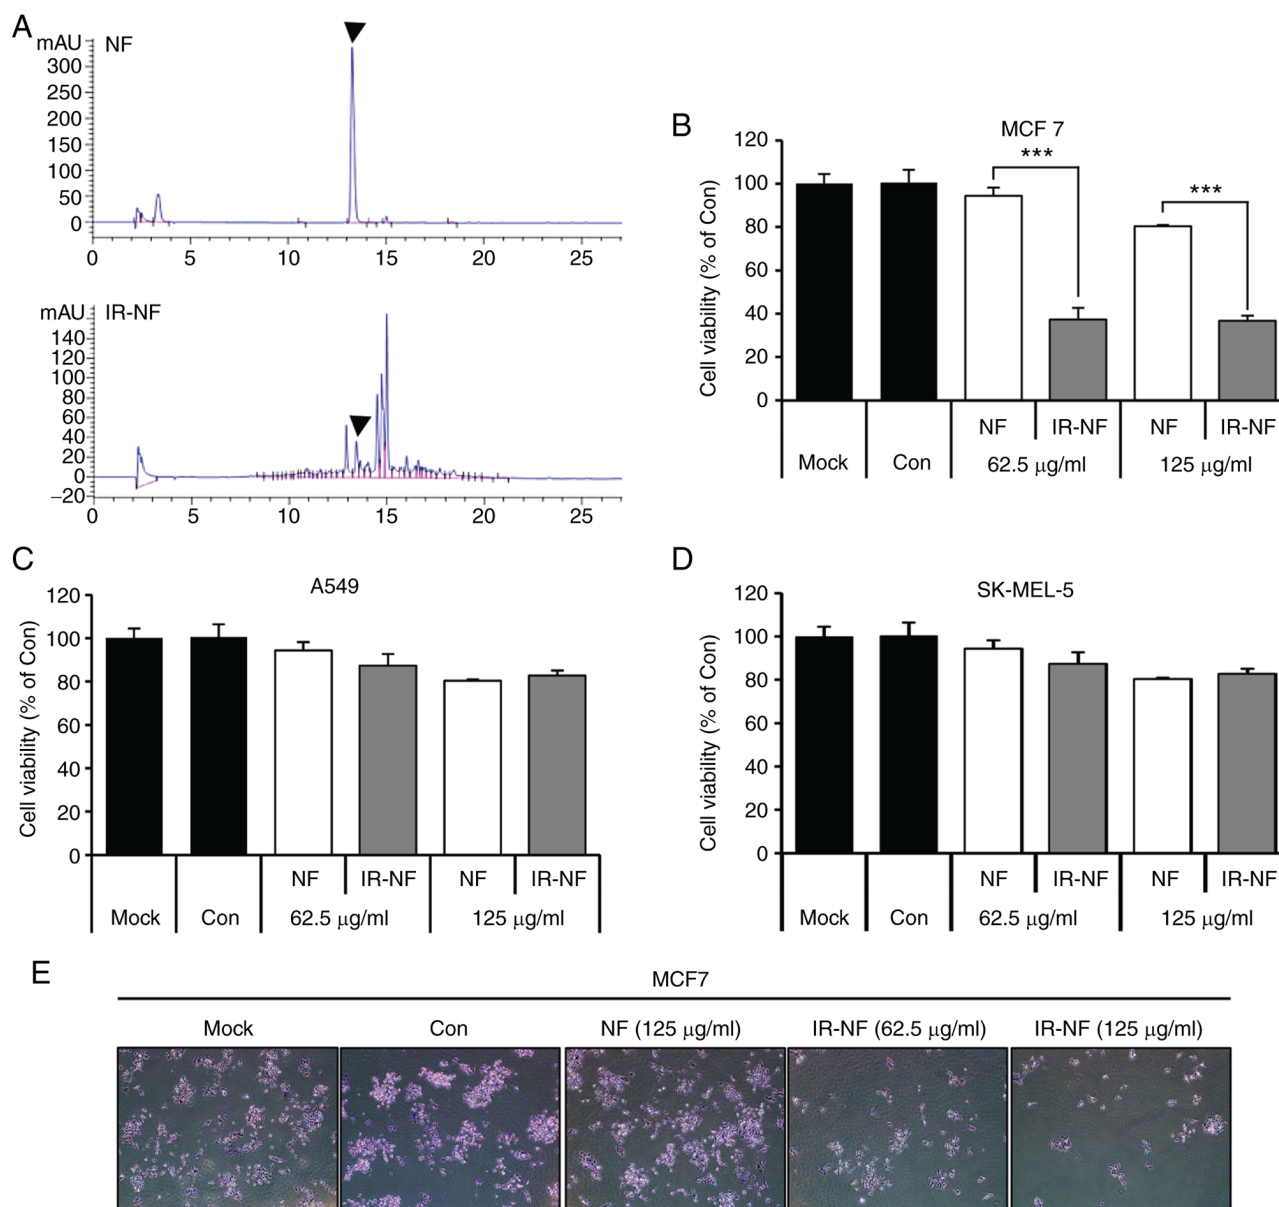 A
mAU NF
300
250
200
150
100
50
0
0 5 10 15 20 25
mAU IR-NF
140
120
100
80
60
40
20
0
−20
0 5 10 15 20 25
B
MCF 7
Cell viability (% of Con)
120
100
80
60
40
20
0
***
***
NF IR-NF NF IR-NF
Mock Con 62.5 μg/ml 125 μg/ml
C
A549
Cell viability (% of Con)
120
100
80
60
40
20
0
NF IR-NF NF IR-NF
Mock Con 62.5 μg/ml 125 μg/ml
D
SK-MEL-5
Cell viability (% of Con)
120
100
80
60
40
20
0
NF IR-NF NF IR-NF
Mock Con 62.5 μg/ml 125 μg/ml
E
MCF7
Mock Con NF (125 μg/ml) IR-NF (62.5 μg/ml) IR-NF (125 μg/ml)